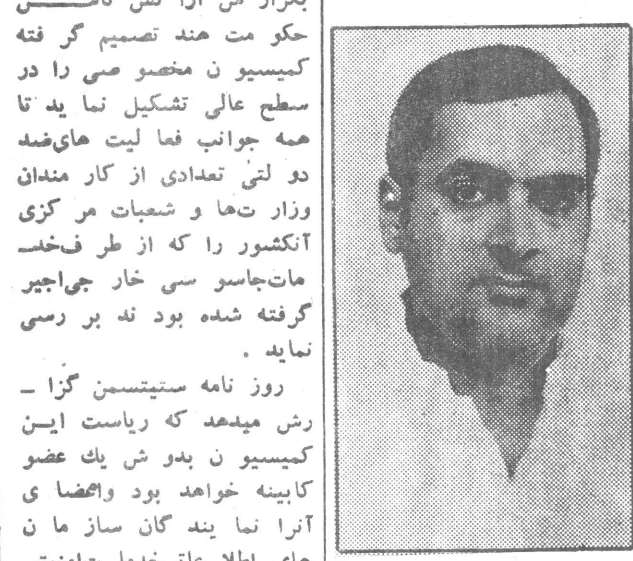 حکو مت هند تصمیم گر فته
کمیسیو ن مخصو صی را در
سطح عالی تشکیل نما ید تا
همه جوانب فعا لیت های‌ضد
دو لتی تعدادی از کار مندان
وزار ت‌ها و شعبات مر کزی
آنکشور را که از طر ف‌خد‌ـ
مات‌جاسو سی خار جی‌اجیر
گرفته شده بود ند بر رسی
نماید .
روز نامه ستیتسمن گزا ـ
رش میدهد که ریاست ایـن
کمیسیو ن بدو ش یك عضو
کابینه خواهد بود واعضا ی
آنرا نما یند گان ساز ما ن